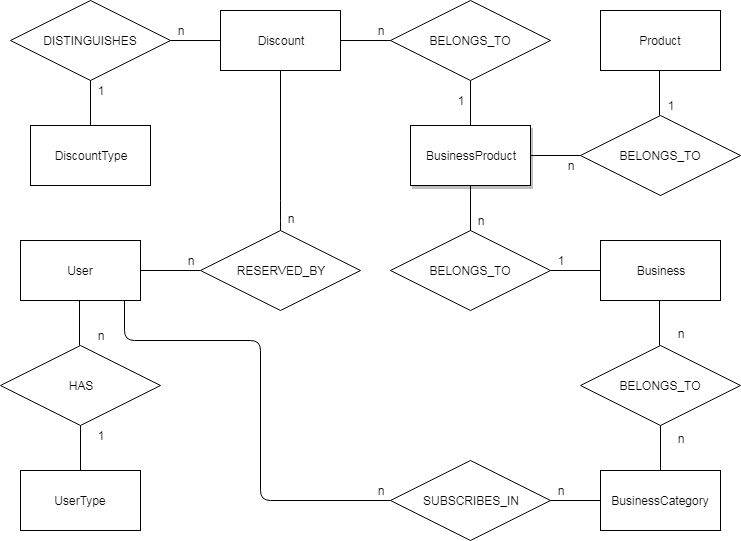 DISTINGUISHES
n
Discount
n
BELONGS_TO
Product
1
1
1
DiscountType
BusinessProduct
n
BELONGS_TO
n
n
User
n
RESERVED_BY
BELONGS_TO
1
Business
n
n
HAS
BELONGS_TO
1
n
UserType
n
SUBSCRIBES_IN
n
BusinessCategory